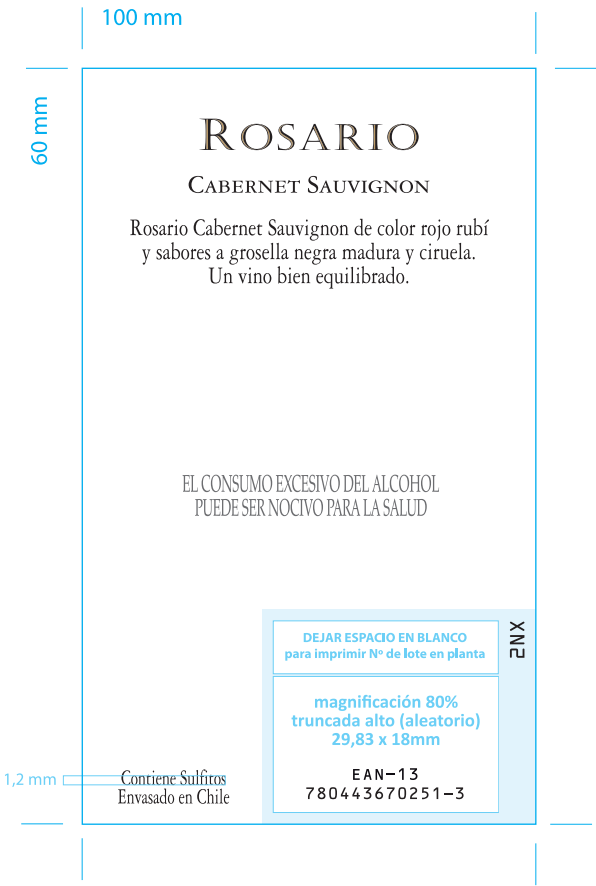 100 mm
60 mm
ROSARIO
CABERNET SAUVIGNON
Rosario Cabernet Sauvignon de color rojo rubí
y sabores a grosella negra madura y ciruela.
Un vino bien equilibrado.
EL CONSUMO EXCESIVO DEL ALCOHOL
PUEDE SER NOCIVO PARA LA SALUD
DEJAR ESPACIO EN BLANCO
para imprimir Nº de lote en planta
XN2
magnificación 80%
truncada alto (aleatorio)
29,83 x 18mm
EAN-13
780443670251-3
1,2 mm
Contiene Sulfitos
Envasado en Chile